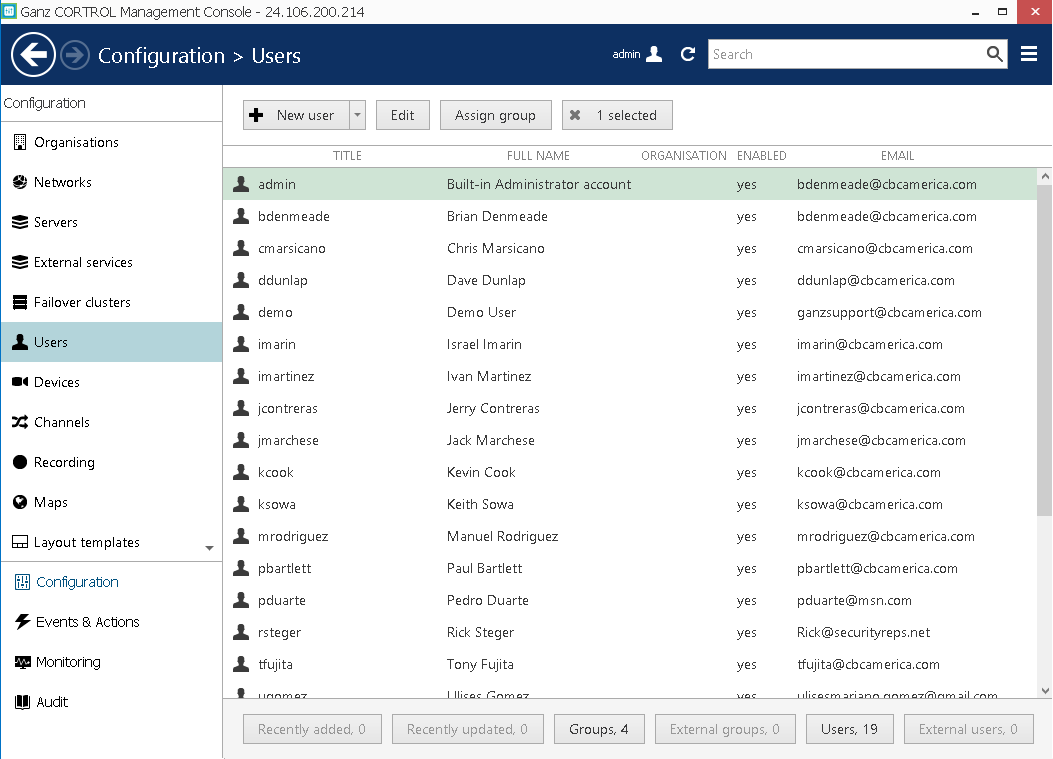 Ganz CORTROL Management Console - 24.106.200.214
Configuration > Users
admin
Search
Configuration
Organisations
Networks
Servers
External services
Failover clusters
Users
Devices
Channels
Recording
Maps
Layout templates
Configuration
Events & Actions
Monitoring
Audit
New user Edit Assign group 1 selected
TITLE FULL NAME ORGANISATION ENABLED EMAIL
admin Built-in Administrator account yes bdenmeade@cbcamerica.com
bdenmeade Brian Denmeade yes bdenmeade@cbcamerica.com
cmarsicano Chris Marsicano yes cmarsicano@cbcamerica.com
ddunlap Dave Dunlap yes ddunlap@cbcamerica.com
demo Demo User yes ganzsupport@cbcamerica.com
imarin Israel Imarin yes imarin@cbcamerica.com
imartinez Ivan Martinez yes imartinez@cbcamerica.com
jcontreras Jerry Contreras yes jcontreras@cbcamerica.com
jmarchese Jack Marchese yes jmarchese@cbcamerica.com
kcook Kevin Cook yes kcook@cbcamerica.com
ksowa Keith Sowa yes ksowa@cbcamerica.com
mrodriguez Manuel Rodriguez yes mrodriguez@cbcamerica.com
pbartlett Paul Bartlett yes pbartlett@cbcamerica.com
pduarte Pedro Duarte yes pduarte@msn.com
rsteger Rick Steger yes Rick@securityreps.net
tfujita Tony Fujita yes tfujita@cbcamerica.com
ugomez Ulises Gomez yes ulisesmariano.gomez@gmail.com
Recently added, 0 Recently updated, 0 Groups, 4 External groups, 0 Users, 19 External users, 0